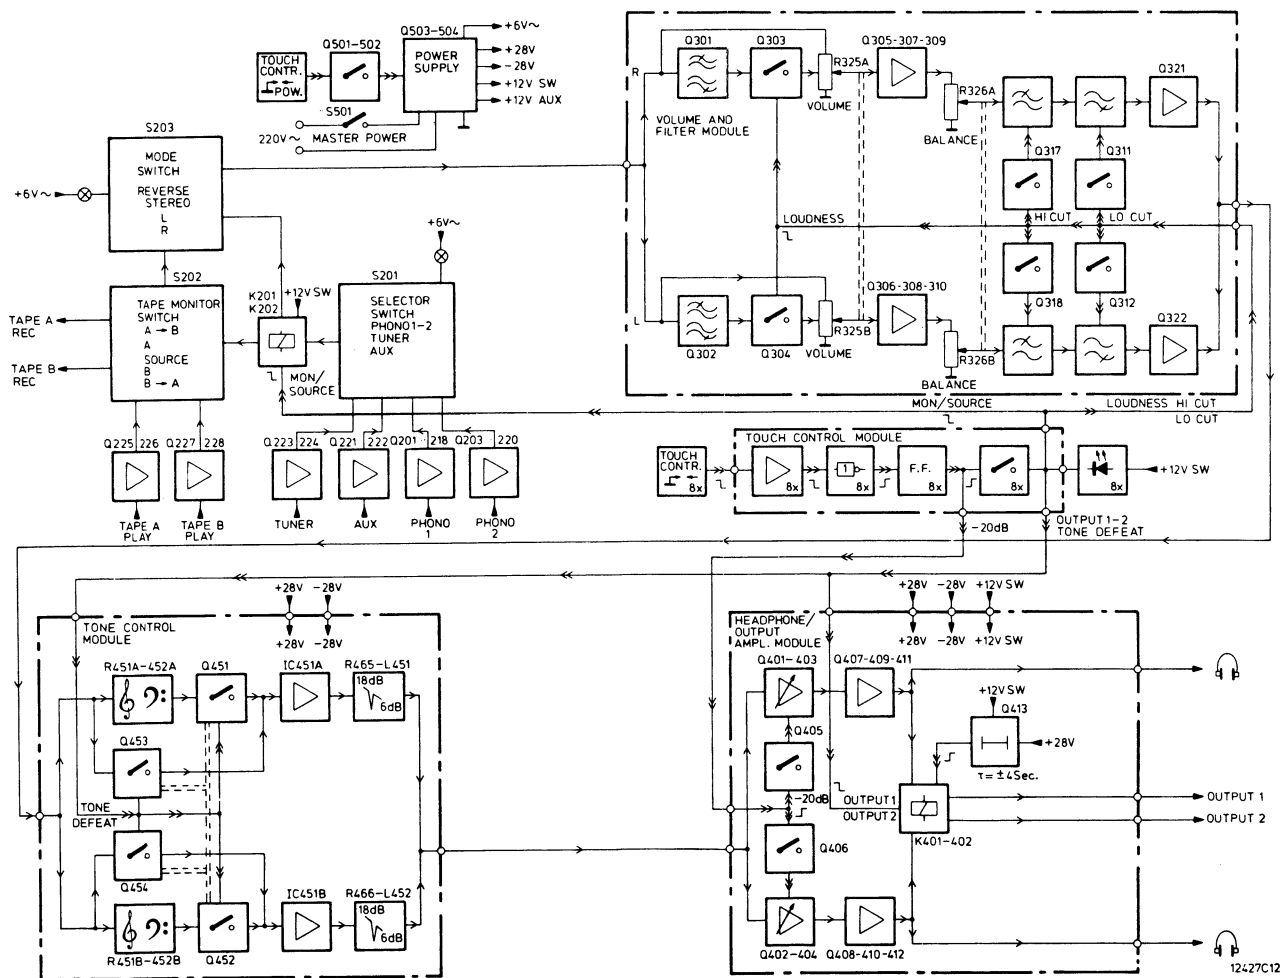 Q501-502
Q503-504
TOUCH
CONTR.
POW.
POWER
SUPPLY
+6V~
+28V
-28V
+12V SW
+12V AUX
S501
220V~
MASTER POWER
S203
MODE
SWITCH
REVERSE
STEREO
L
R
+6V~
S202
TAPE MONITOR
SWITCH
A → B
A
SOURCE
B
B → A
TAPE A
REC
TAPE B
REC
K201
K202
+12V SW
MON/
SOURCE
+6V~
S201
SELECTOR
SWITCH
PHONO 1-2
TUNER
AUX
Q225 226
Q227 228
Q223 224
Q221 222
Q201 218
Q203 220
TAPE A
PLAY
TAPE B
PLAY
TUNER
AUX
PHONO
1
PHONO
2
Q301
Q303
Q305-307-309
Q321
R
R325A
VOLUME
R326A
BALANCE
VOLUME AND
FILTER MODULE
Q317
Q311
LOUDNESS
HI CUT
LO CUT
Q318
Q312
Q306-308-310
Q322
L
Q302
Q304
R325B
VOLUME
R326B
BALANCE
MON/SOURCE
LOUDNESS HI CUT
LO CUT
TOUCH CONTROL MODULE
TOUCH
CONTR.
8x
8x
1
8x
F.F.
8x
8x
8x
+12V SW
-20dB
OUTPUT 1-2
TONE DEFEAT
TONE CONTROL
MODULE
+28V -28V
+28V -28V
R451A-452A
Q451
IC451A
R465-L451
18dB
6dB
Q453
TONE
DEFEAT
Q454
IC451B
R466-L452
18dB
6dB
R451B-452B
Q452
HEADPHONE/
OUTPUT
AMPL. MODULE
+28V -28V +12V SW
+28V -28V +12V SW
Q401-403
Q407-409-411
+12V SW
Q413
+28V
τ = ±4Sec.
Q405
-20dB
OUTPUT 1
OUTPUT 2
OUTPUT 1
OUTPUT 2
K401-402
Q406
Q402-404
Q408-410-412
12427C12